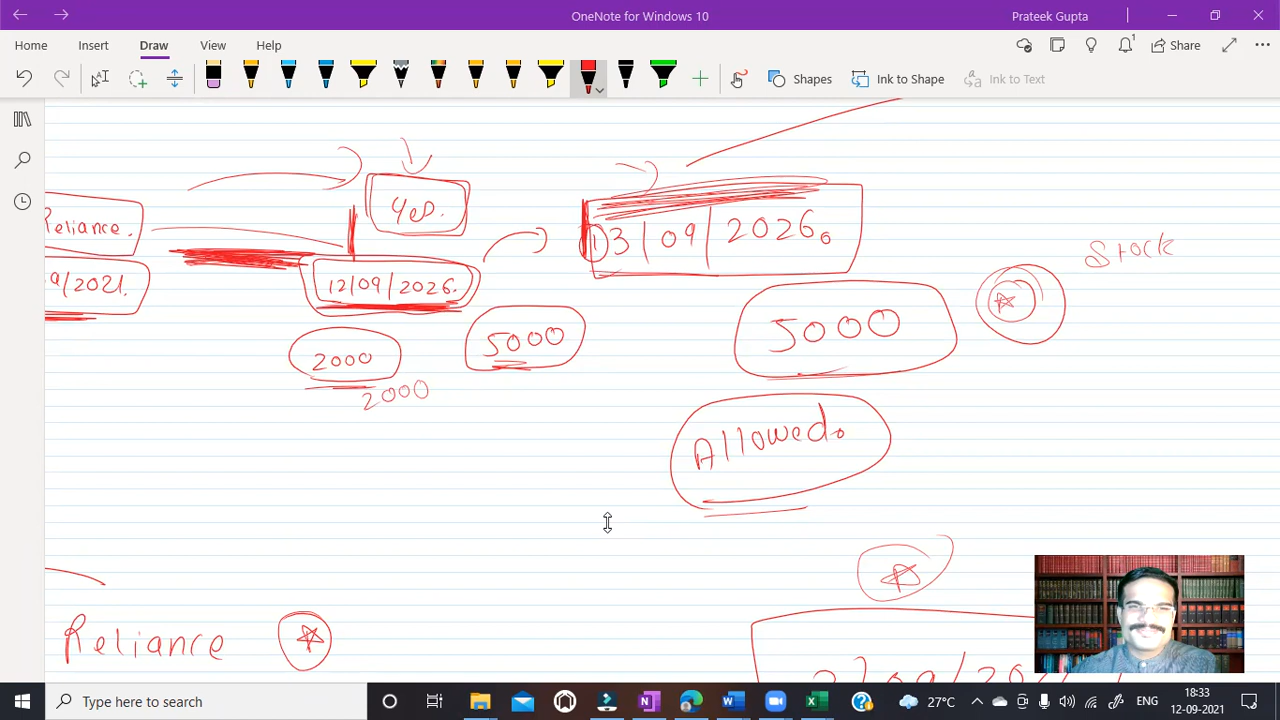 OneNote for Windows 10
Prateek Gupta
Home Insert Draw View Help
Share
Shapes
Ink to Shape
Ink to Text
Yes.
Reliance.
13/09/2026.
Stock
9/2021.
12/09/2026.
5000
5000
2000
2000
Allowed.
Reliance
Type here to search
27°C
ENG
18:33
12-09-2021